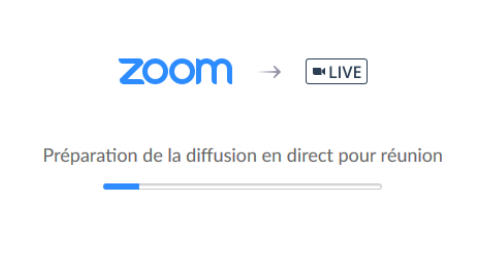 zoom → LIVE
Préparation de la diffusion en direct pour réunion